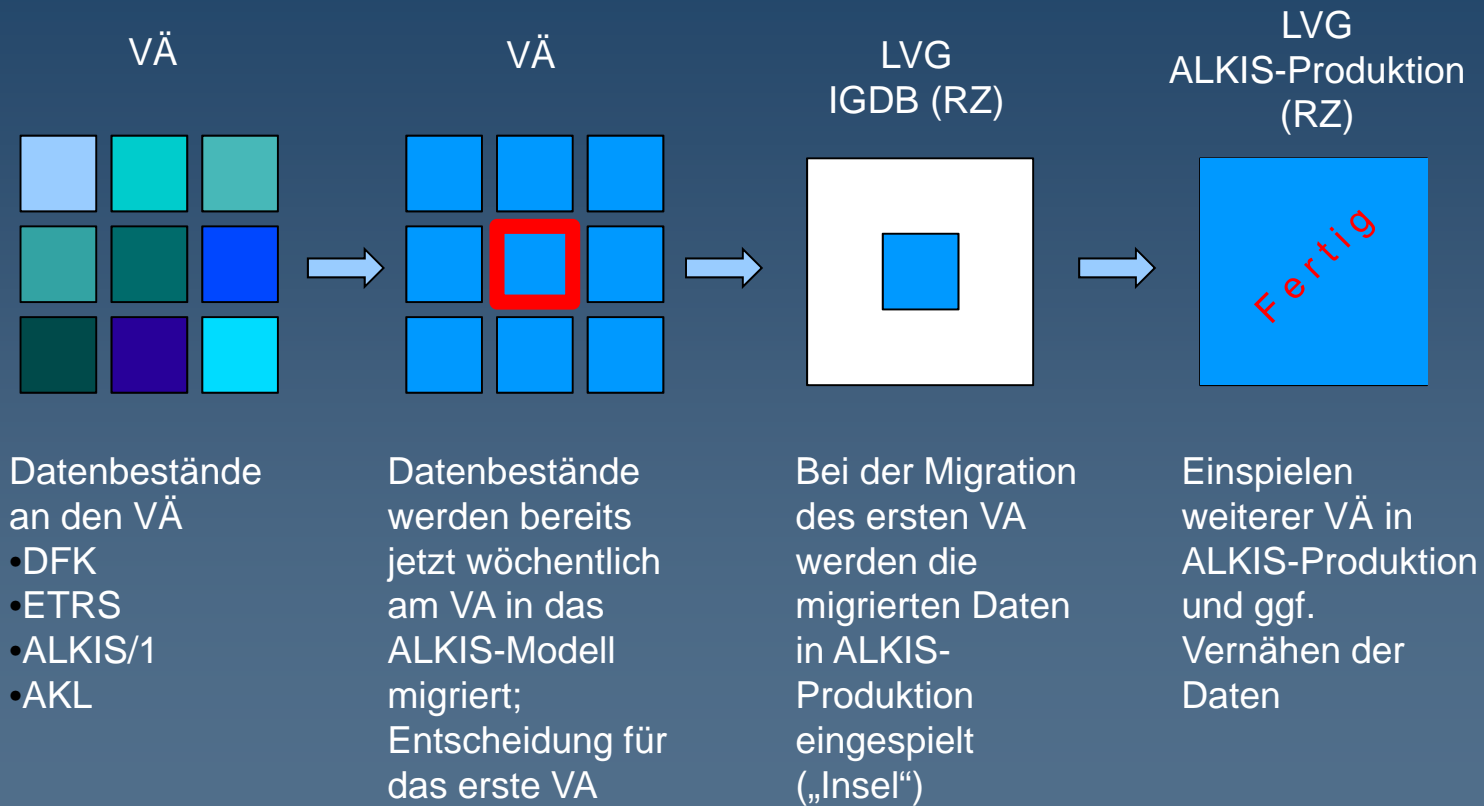 VÄ
VÄ
LVG
IGDB (RZ)
LVG
ALKIS-Produktion
(RZ)
Fertig
Datenbestände
an den VÄ
•DFK
•ETRS
•ALKIS/1
•AKL
Datenbestände
werden bereits
jetzt wöchentlich
am VA in das
ALKIS-Modell
migriert;
Entscheidung für
das erste VA
Bei der Migration
des ersten VA
werden die
migrierten Daten
in ALKIS-
Produktion
eingespielt
(„Insel“)
Einspielen
weiterer VÄ in
ALKIS-Produktion
und ggf.
Vernähen der
Daten